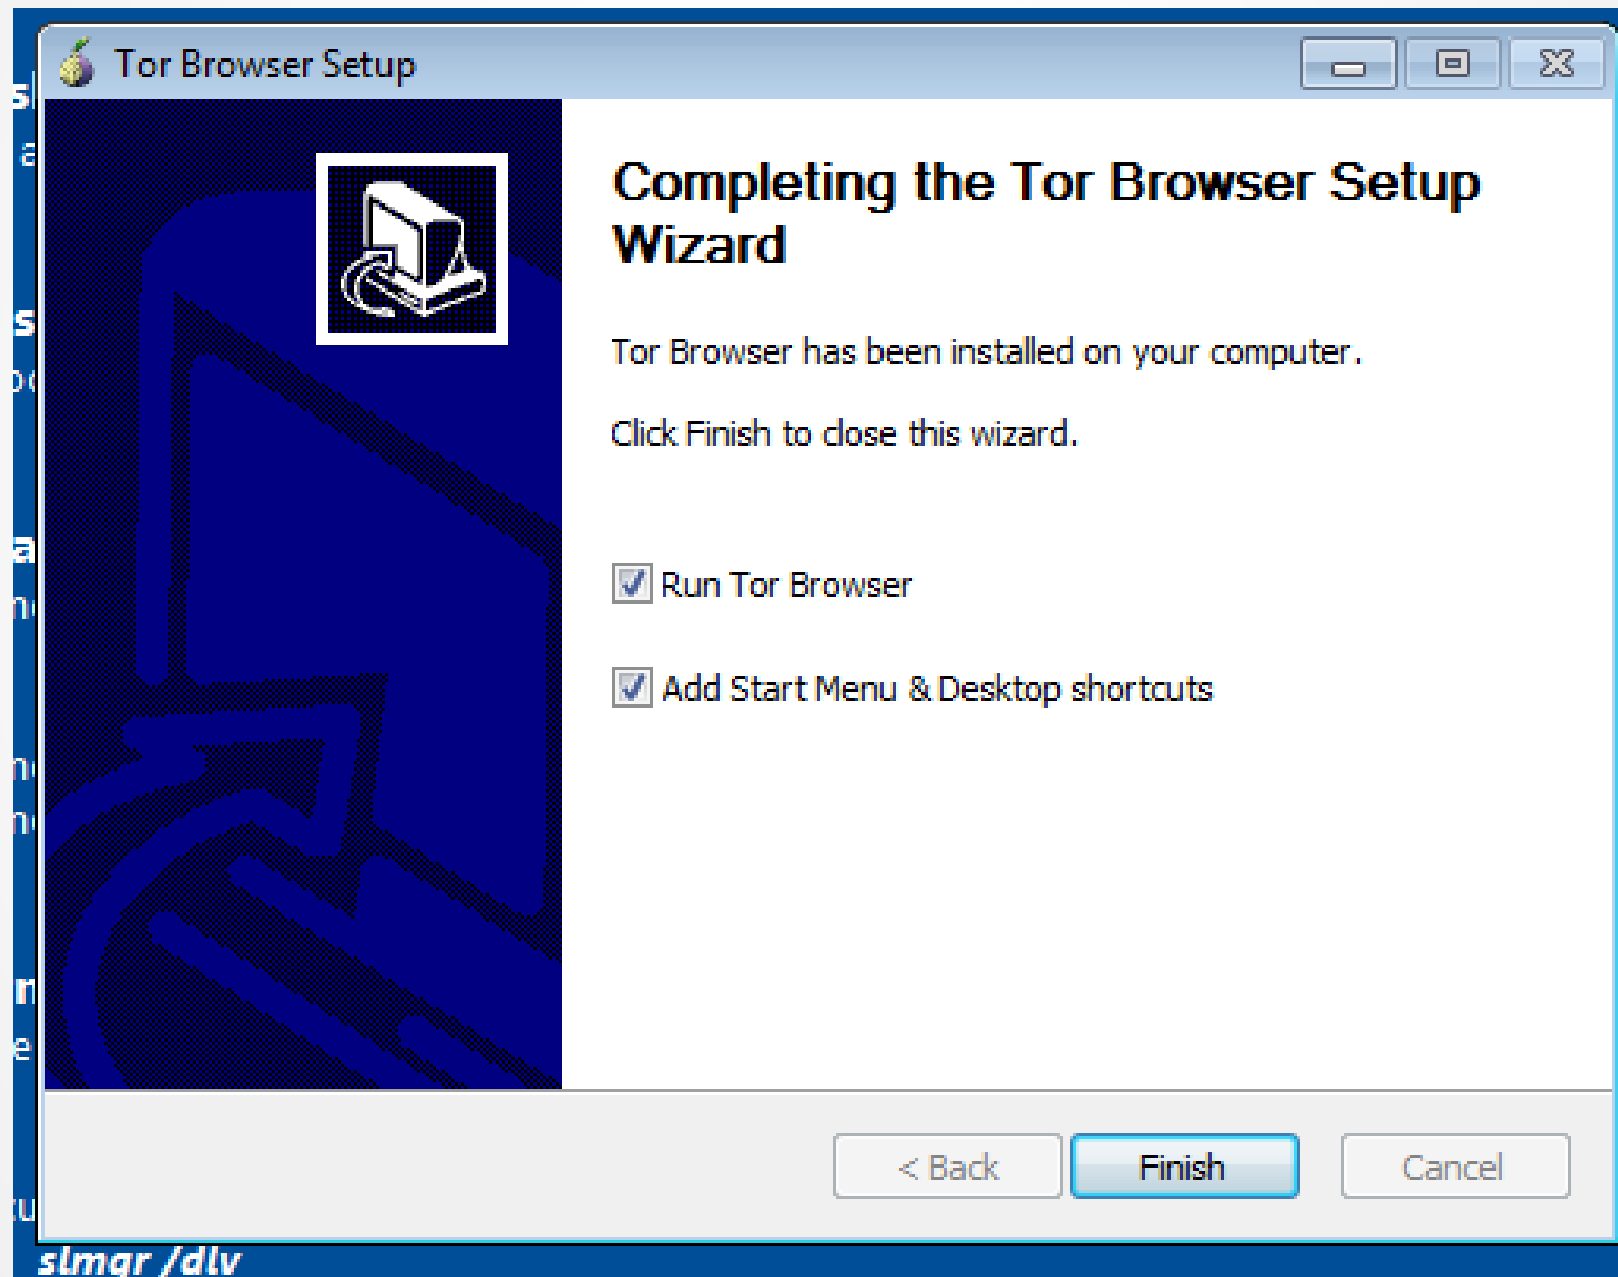 Tor Browser Setup
Completing the Tor Browser Setup
Wizard
Tor Browser has been installed on your computer.
Click Finish to close this wizard.
Run Tor Browser
Add Start Menu & Desktop shortcuts
< Back
Finish
Cancel
slmgr /dlv